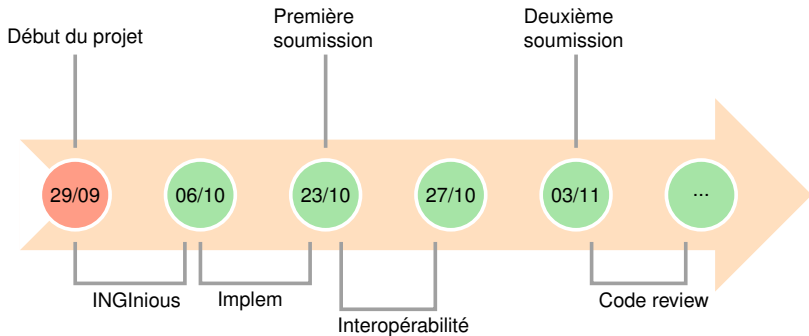 Début du projet
Première
soumission
Deuxième
soumission
29/09
06/10
23/10
27/10
03/11
...
INGInious
Implem
Interopérabilité
Code review